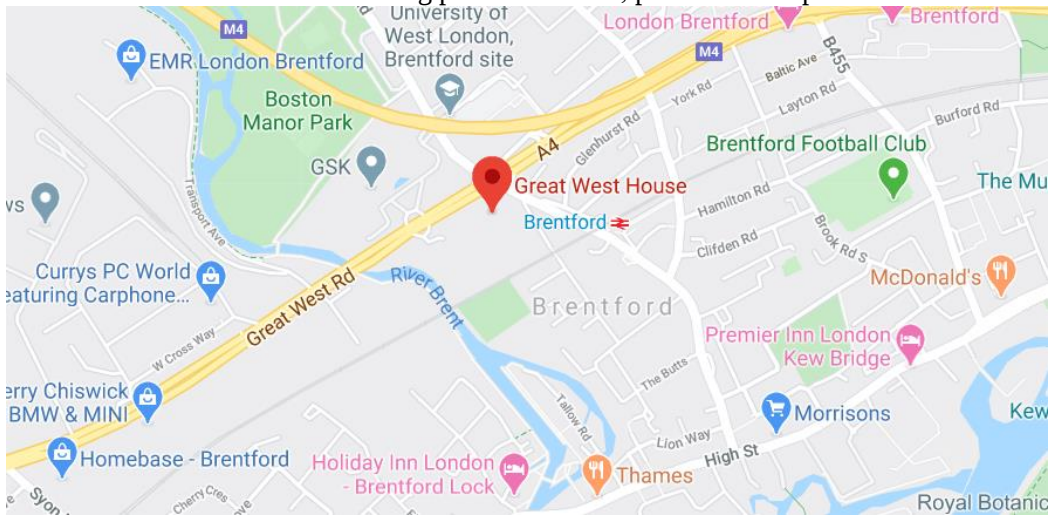 University of
West London,
Brentford site
London Brentford
Brentford
M4
M4
EMR London Brentford
Baltic Ave
B455
York Rd
Layton Rd
Burford Rd
Boston
Manor Park
A4
Glenhurst Rd
Brentford Football Club
GSK
Great West House
The Mu
Transport Ave
ws
Brentford
Hamilton Rd
Brook Rd S
Clifden Rd
Currys PC World
eaturing Carphone...
River Brent
McDonald's
Great West Rd
Brentford
W Cross Way
Premier Inn London
Kew Bridge
The Butts
erry Chiswick
BMW & MINI
Tallow Rd
Morrisons
Kew
Lion Way
High St
Homebase - Brentford
Holiday Inn London
- Brentford Lock
Thames
Cherry Cres
Syon
Royal Botanic